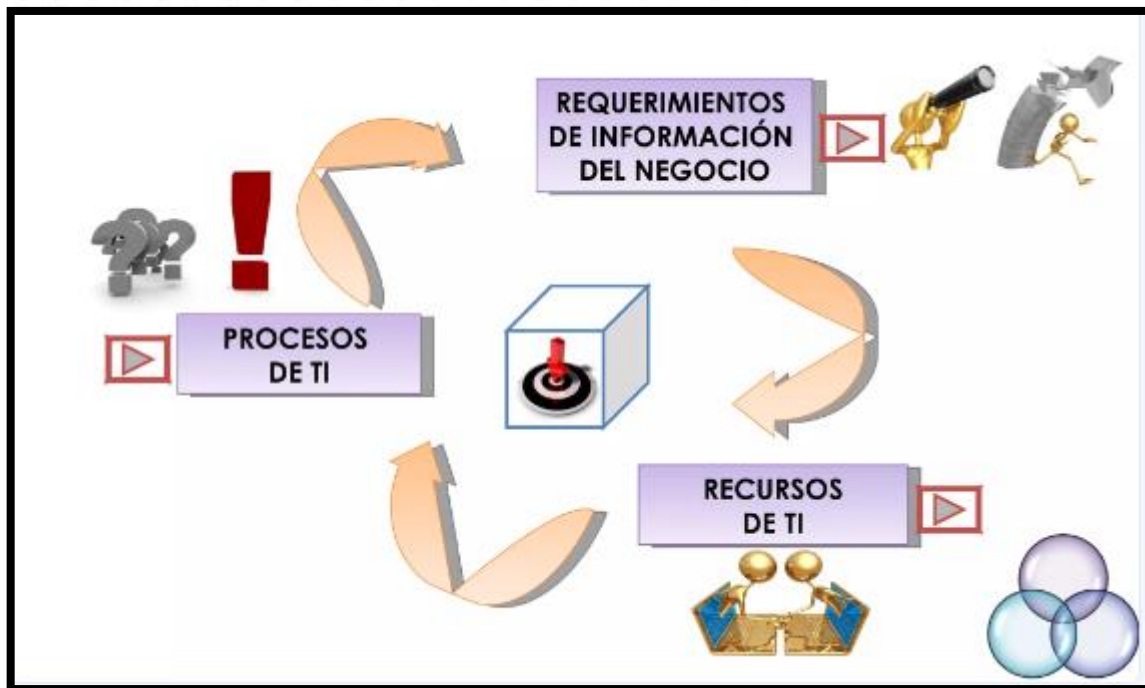 REQUERIMIENTOS
DE INFORMACIÓN
DEL NEGOCIO
PROCESOS
DE TI
RECURSOS
DE TI